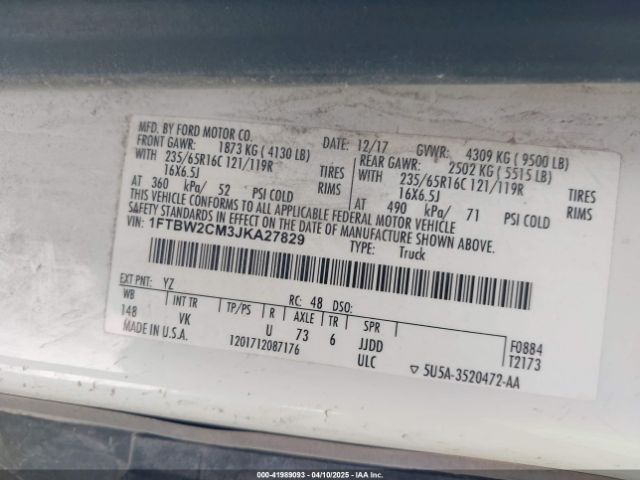 MFD. BY FORD MOTOR CO.
DATE: 12/17 GVWR: 4309 KG ( 9500 LB)
FRONT GAWR: 1873 KG ( 4130 LB) REAR GAWR: 2502 KG ( 5515 LB)
WITH 235/65R16C 121/119R TIRES WITH 235/65R16C 121/119R TIRES
16X6.5J RIMS 16X6.5J RIMS
AT 360 kPa/ 52 PSI COLD AT 490 kPa/ 71 PSI COLD
THIS VEHICLE CONFORMS TO ALL APPLICABLE FEDERAL MOTOR VEHICLE
SAFETY STANDARDS IN EFFECT ON THE DATE OF MANUFACTURE SHOWN ABOVE.
VIN: 1FTBW2CM3JKA27829
TYPE: Truck
EXT PNT: YZ RC: 48 DSO:
WB INT TR TP/PS R AXLE TR SPR
148 VK U 73 6 JJDD F0884
MADE IN U.S.A. 1201712087176 ULC T2173
5U5A-3520472-AA
000-41989093 - 04/10/2025 - IAAI.COM